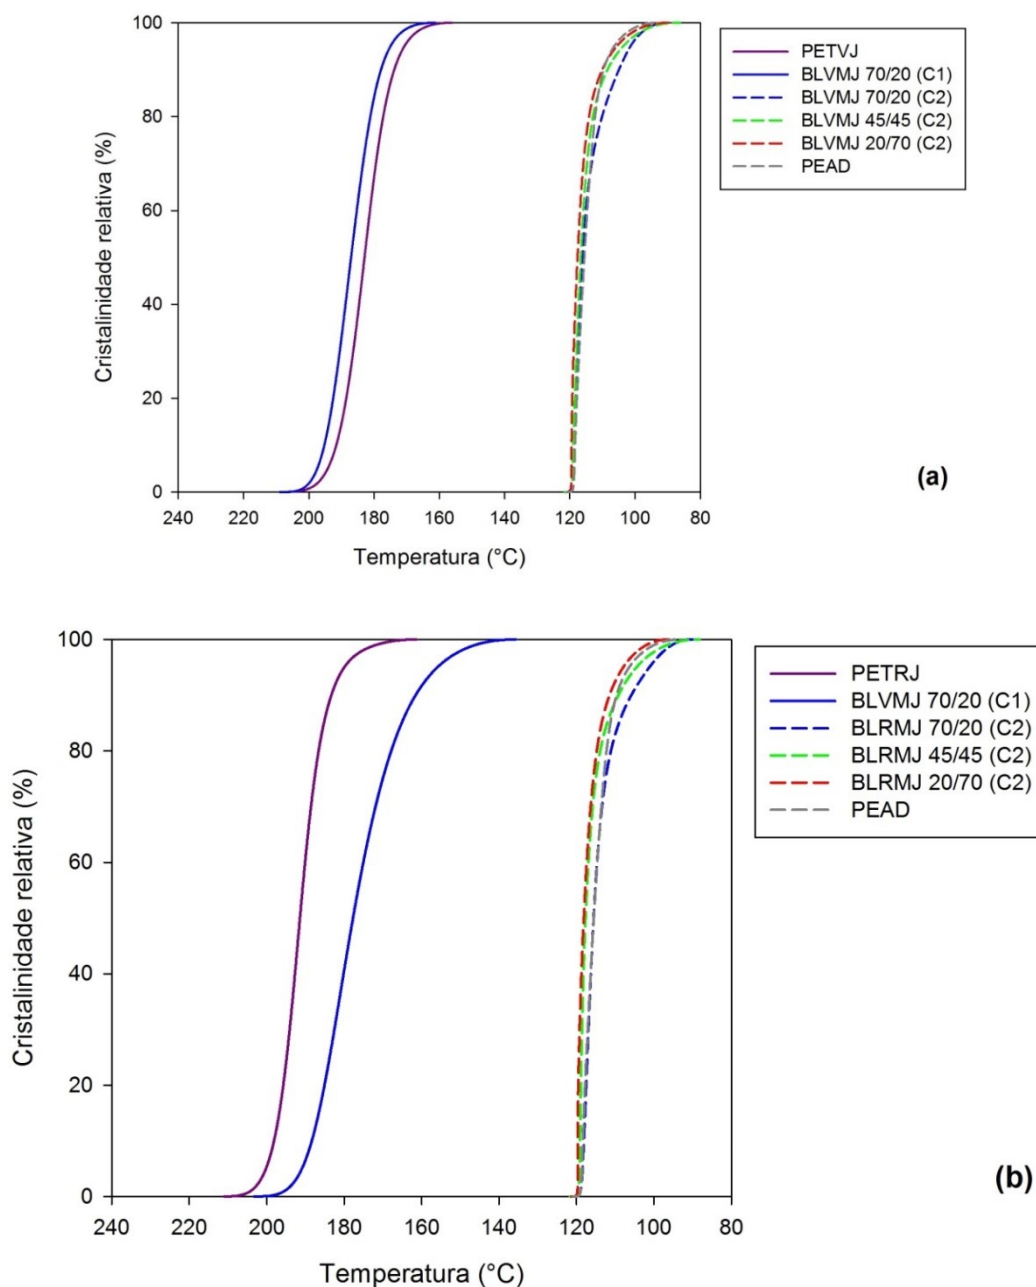 Cristalinidade relativa (%)
100
80
60
40
20
0
240 220 200 180 160 140 120 100 80
Temperatura (°C)
PETVJ
BLVMJ 70/20 (C1)
BLVMJ 70/20 (C2)
BLVMJ 45/45 (C2)
BLVMJ 20/70 (C2)
PEAD
(a)
Cristalinidade relativa (%)
100
80
60
40
20
0
240 220 200 180 160 140 120 100 80
Temperatura (°C)
PETRJ
BLVMJ 70/20 (C1)
BLRMJ 70/20 (C2)
BLRMJ 45/45 (C2)
BLRMJ 20/70 (C2)
PEAD
(b)